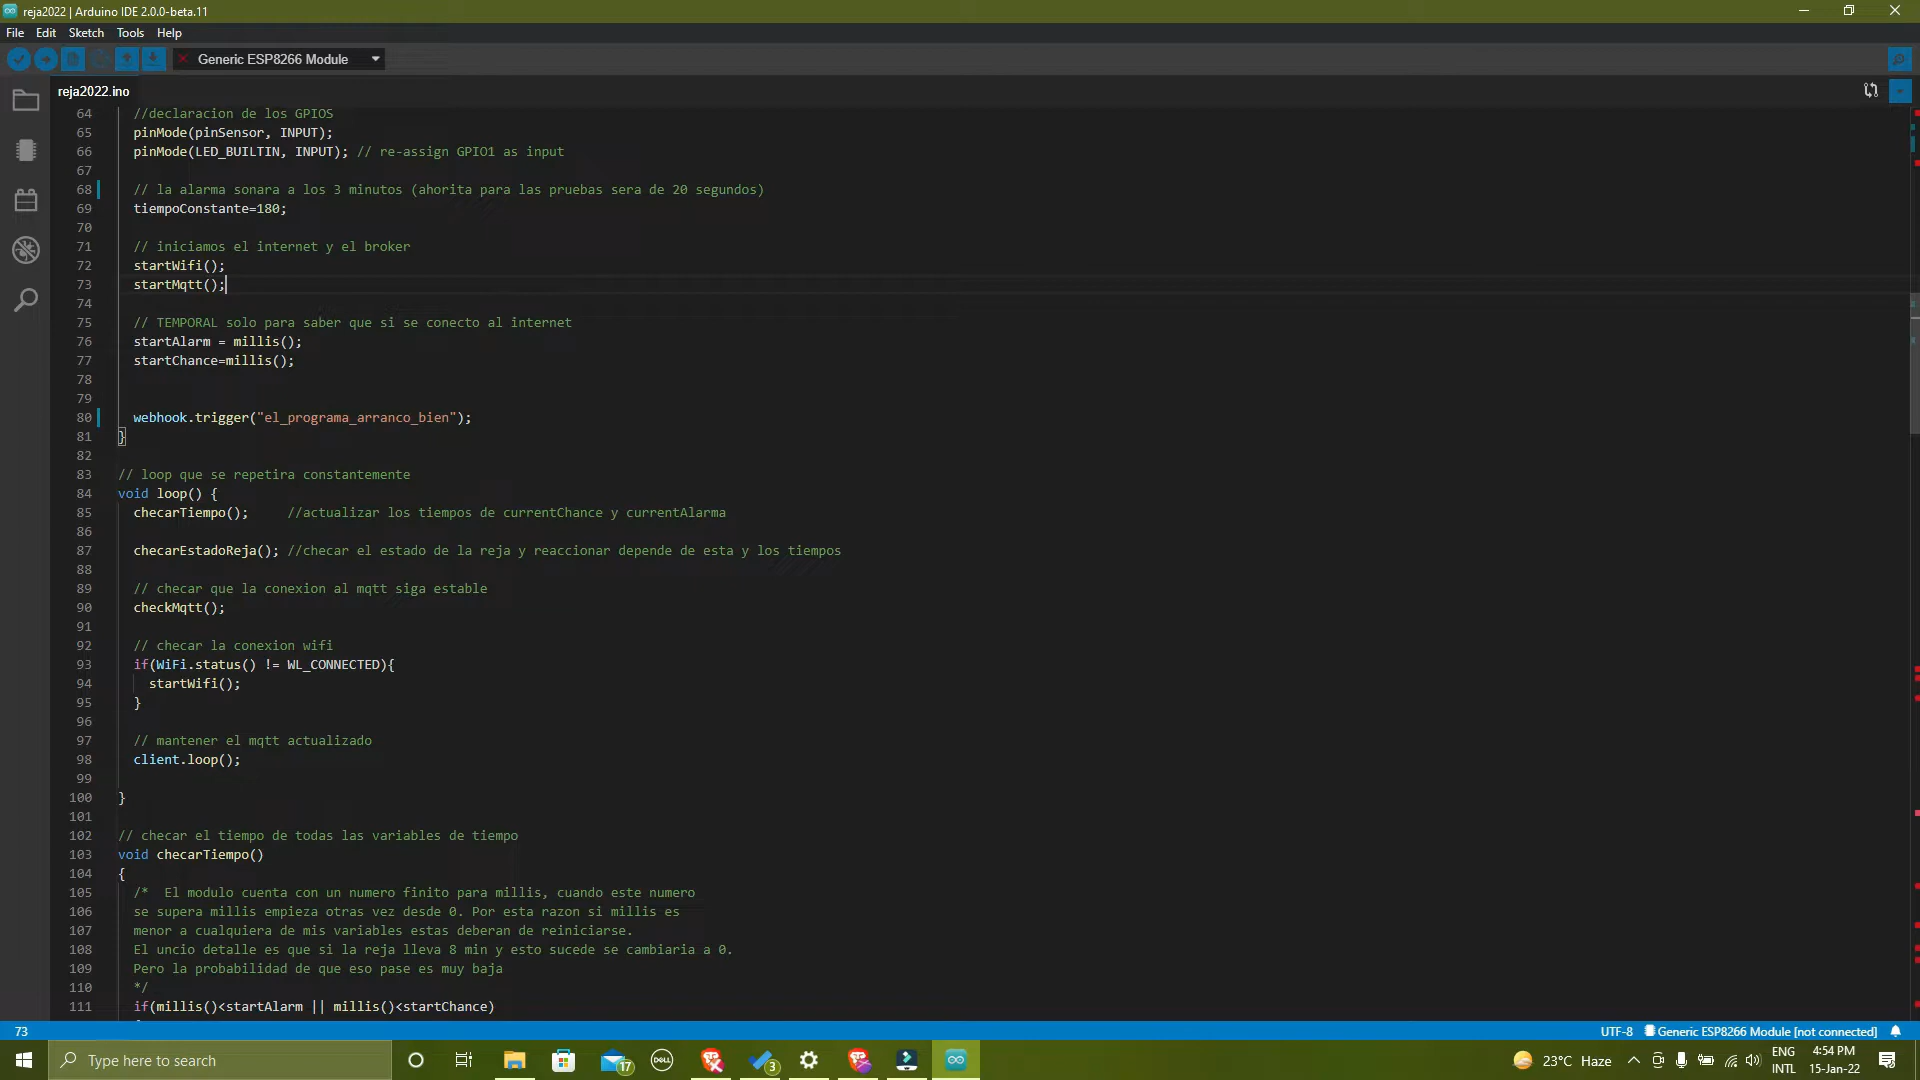 reja2022 | Arduino IDE 2.0.0-beta.11
File Edit Sketch Tools Help
Generic ESP8266 Module
reja2022.ino
64 //declaracion de los GPIOS
65 pinMode(pinSensor, INPUT);
66 pinMode(LED_BUILTIN, INPUT); // re-assign GPIO1 as input
67
68 // la alarma sonara a los 3 minutos (ahorita para las pruebas sera de 20 segundos)
69 tiempoConstante=180;
70
71 // iniciamos el internet y el broker
72 startWifi();
73 startMqtt();
74
75 // TEMPORAL solo para saber que si se conecto al internet
76 startAlarm = millis();
77 startChance=millis();
78
79
80 webhook.trigger("el_programa_arranco_bien");
81 }
82
83 // loop que se repetira constantemente
84 void loop() {
85 checarTiempo(); //actualizar los tiempos de currentChance y currentAlarma
86
87 checarEstadoReja(); //checar el estado de la reja y reaccionar depende de esta y los tiempos
88
89 // checar que la conexion al mqtt siga estable
90 checkMqtt();
91
92 // checar la conexion wifi
93 if(WiFi.status() != WL_CONNECTED){
94 startWifi();
95 }
96
97 // mantener el mqtt actualizado
98 client.loop();
99
100 }
101
102 // checar el tiempo de todas las variables de tiempo
103 void checarTiempo()
104 {
105 /* El modulo cuenta con un numero finito para millis, cuando este numero
106 se supera millis empieza otras vez desde 0. Por esta razon si millis es
107 menor a cualquiera de mis variables estas deberan de reiniciarse.
108 El uncio detalle es que si la reja lleva 8 min y esto sucede se cambiaria a 0.
109 Pero la probabilidad de que eso pase es muy baja
110 */
111 if(millis()<startAlarm || millis()<startChance)
73 UTF-8 Generic ESP8266 Module [not connected]
Type here to search
17
DELL
3
23°C Haze
ENG
INTL
4:54 PM
15-Jan-22